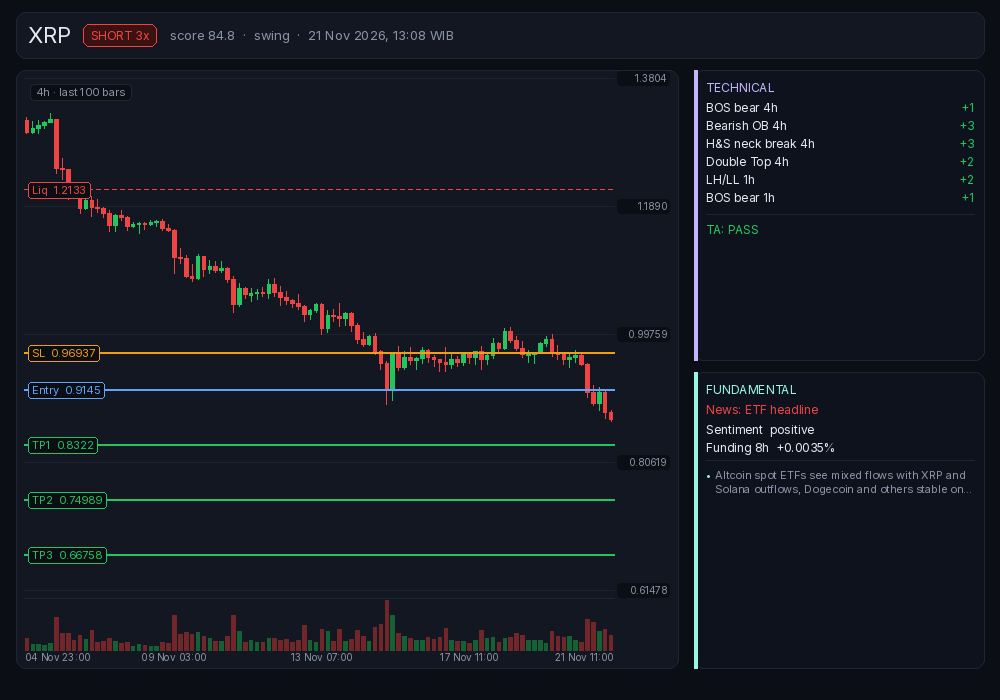 XRP SHORT 3x score 84.8 · swing · 21 Nov 2026, 13:08 WIB
4h · last 100 bars
1.3804
Liq 1.2133
1.1890
0.99759
SL 0.96937
Entry 0.9145
TP1 0.8322
0.80619
TP2 0.74989
TP3 0.66758
0.61478
04 Nov 23:00 09 Nov 03:00 13 Nov 07:00 17 Nov 11:00 21 Nov 11:00
TECHNICAL
BOS bear 4h +1
Bearish OB 4h +3
H&S neck break 4h +3
Double Top 4h +2
LH/LL 1h +2
BOS bear 1h +1
TA: PASS
FUNDAMENTAL
News: ETF headline
Sentiment positive
Funding 8h +0.0035%
• Altcoin spot ETFs see mixed flows with XRP and
Solana outflows, Dogecoin and others stable on…